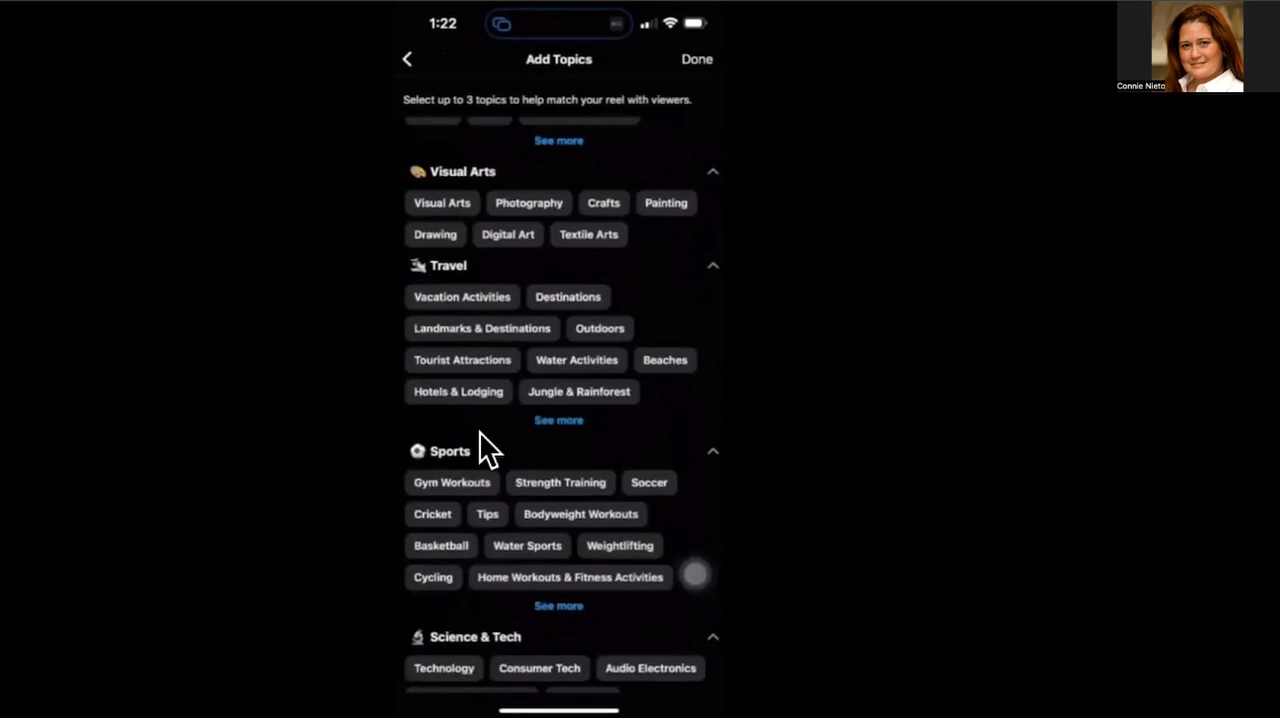 1:22
Add Topics
Done
Select up to 3 topics to help match your reel with viewers.
See more
Visual Arts
Visual Arts Photography Crafts Painting
Drawing Digital Art Textile Arts
Travel
Vacation Activities Destinations
Landmarks & Destinations Outdoors
Tourist Attractions Water Activities Beaches
Hotels & Lodging Jungle & Rainforest
See more
Sports
Gym Workouts Strength Training Soccer
Cricket Tips Bodyweight Workouts
Basketball Water Sports Weightlifting
Cycling Home Workouts & Fitness Activities
See more
Science & Tech
Technology Consumer Tech Audio Electronics
Connie Nieto